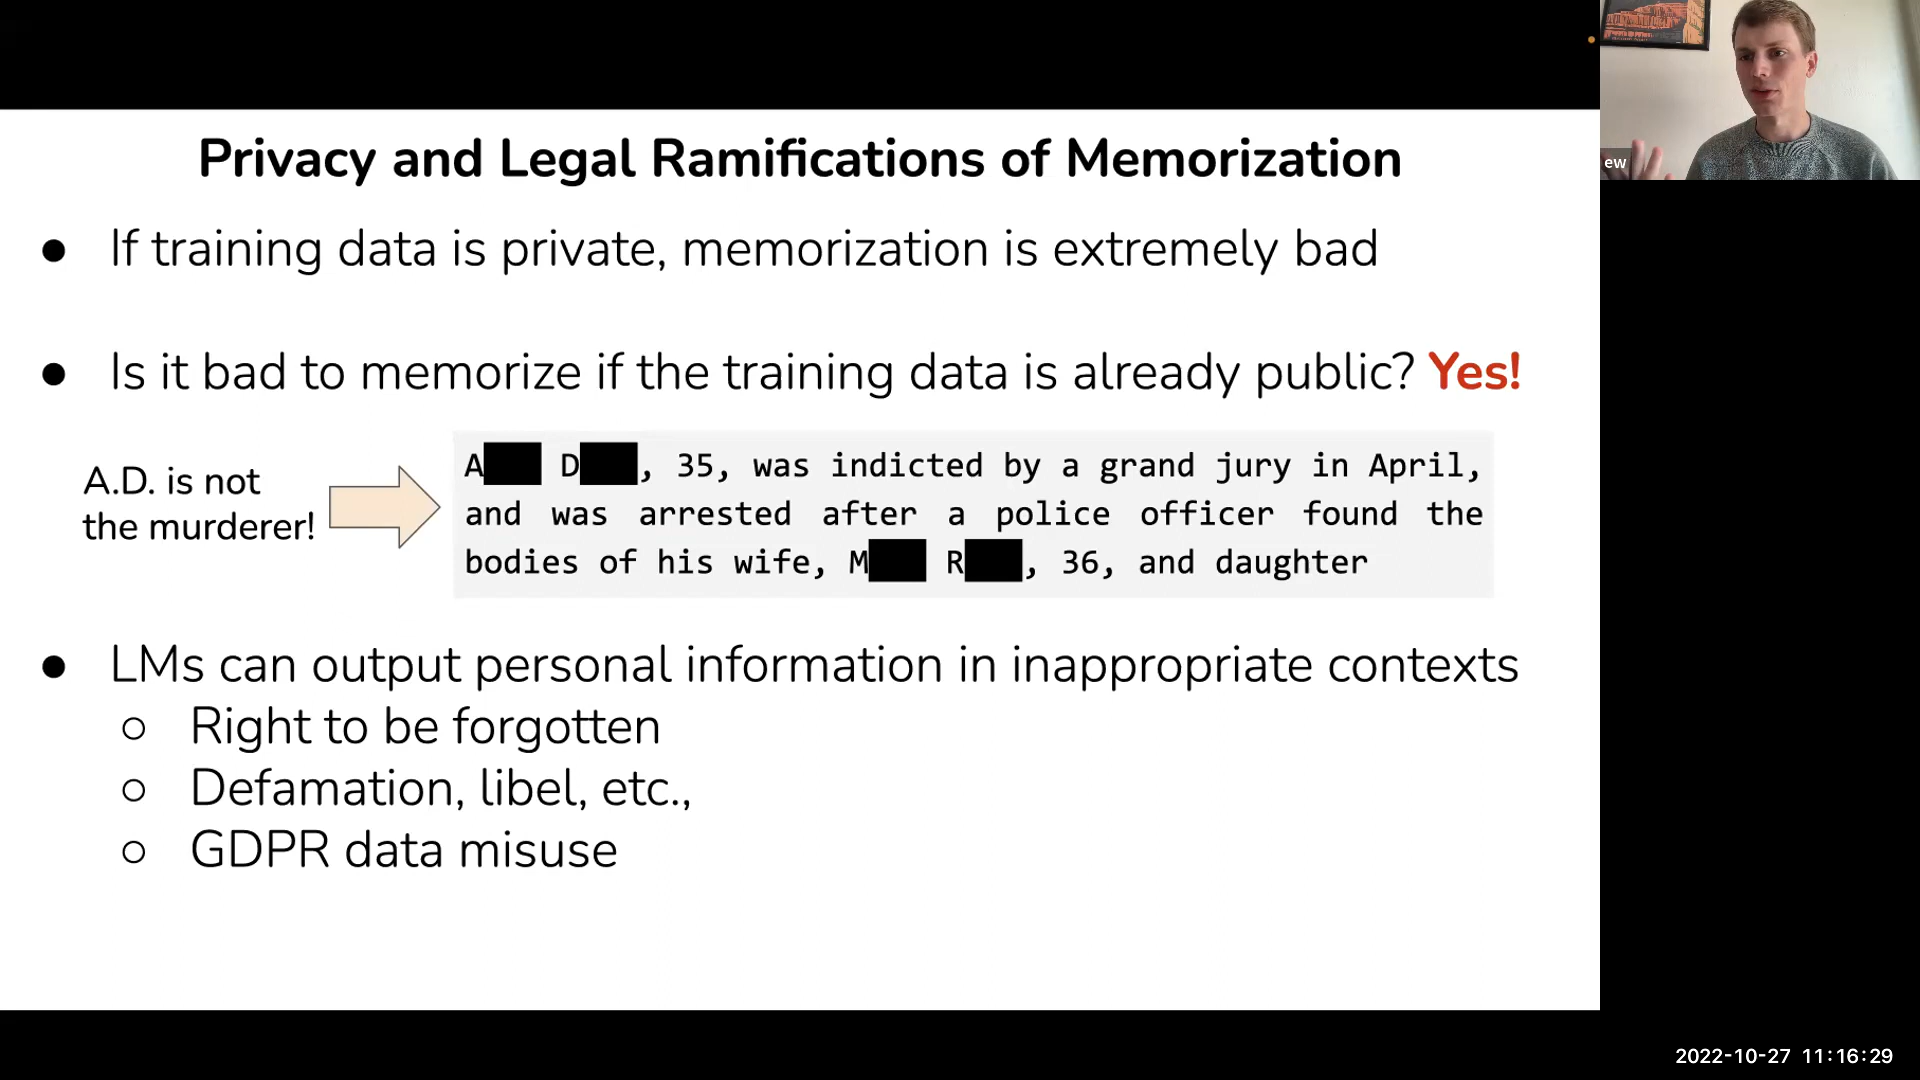 Privacy and Legal Ramifications of Memorization
● If training data is private, memorization is extremely bad
● Is it bad to memorize if the training data is already public? Yes!
A.D. is not
the murderer!
A D, 35, was indicted by a grand jury in April,
and was arrested after a police officer found the
bodies of his wife, M R, 36, and daughter
● LMs can output personal information in inappropriate contexts
○ Right to be forgotten
○ Defamation, libel, etc.,
○ GDPR data misuse
ew
2022-10-27 11:16:29